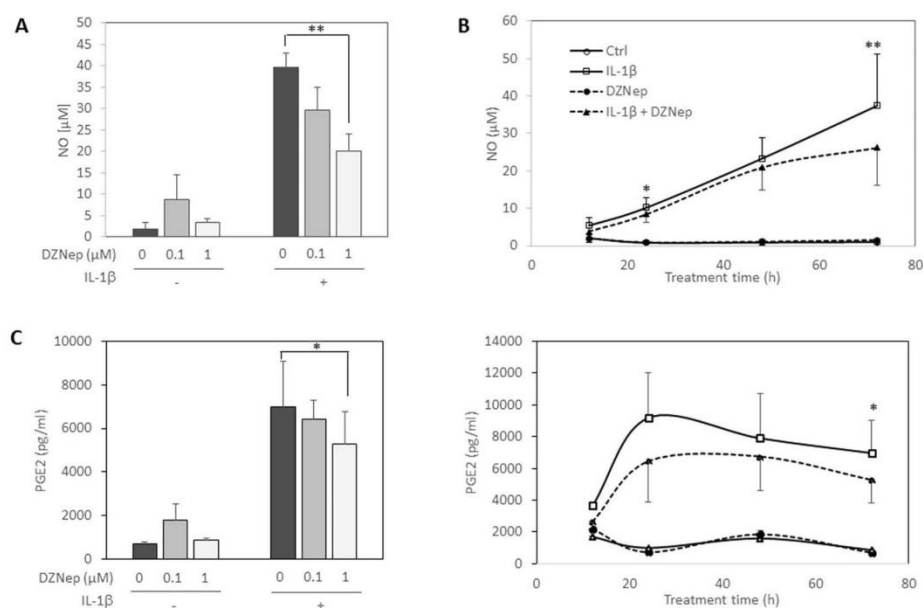 A
50
45
40
35
30
25
20
15
10
5
0
NO [μM]
**
DZNep (μM) 0 0.1 1 0 0.1 1
IL-1β - +
B
60
50
40
30
20
10
0
NO (μM)
Ctrl
IL-1β
DZNep
IL-1β + DZNep
*
**
0 20 40 60 80
Treatment time (h)
C
10000
8000
6000
4000
2000
0
PGE2 (pg/ml)
*
DZNep (μM) 0 0.1 1 0 0.1 1
IL-1β - +
14000
12000
10000
8000
6000
4000
2000
0
PGE2 (pg/ml)
*
0 20 40 60 80
Treatment time (h)